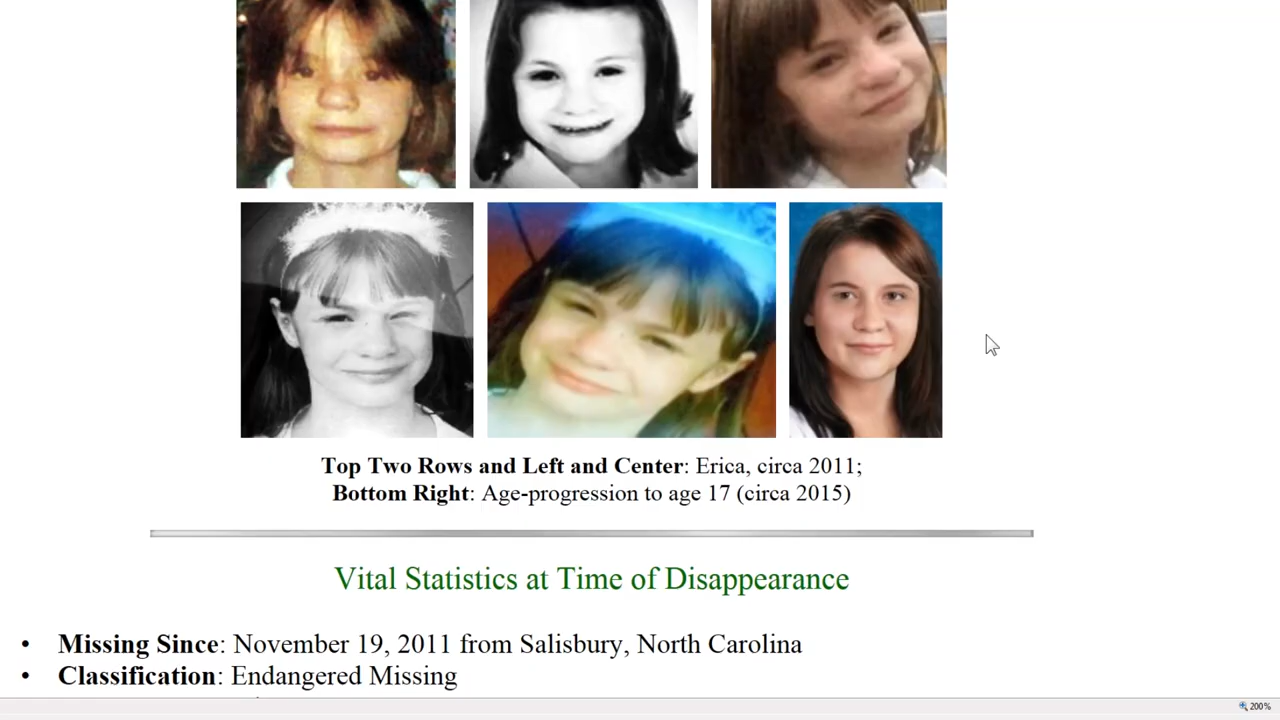 Top Two Rows and Left and Center: Erica, circa 2011;
Bottom Right: Age-progression to age 17 (circa 2015)
Vital Statistics at Time of Disappearance
• Missing Since: November 19, 2011 from Salisbury, North Carolina
• Classification: Endangered Missing
200%